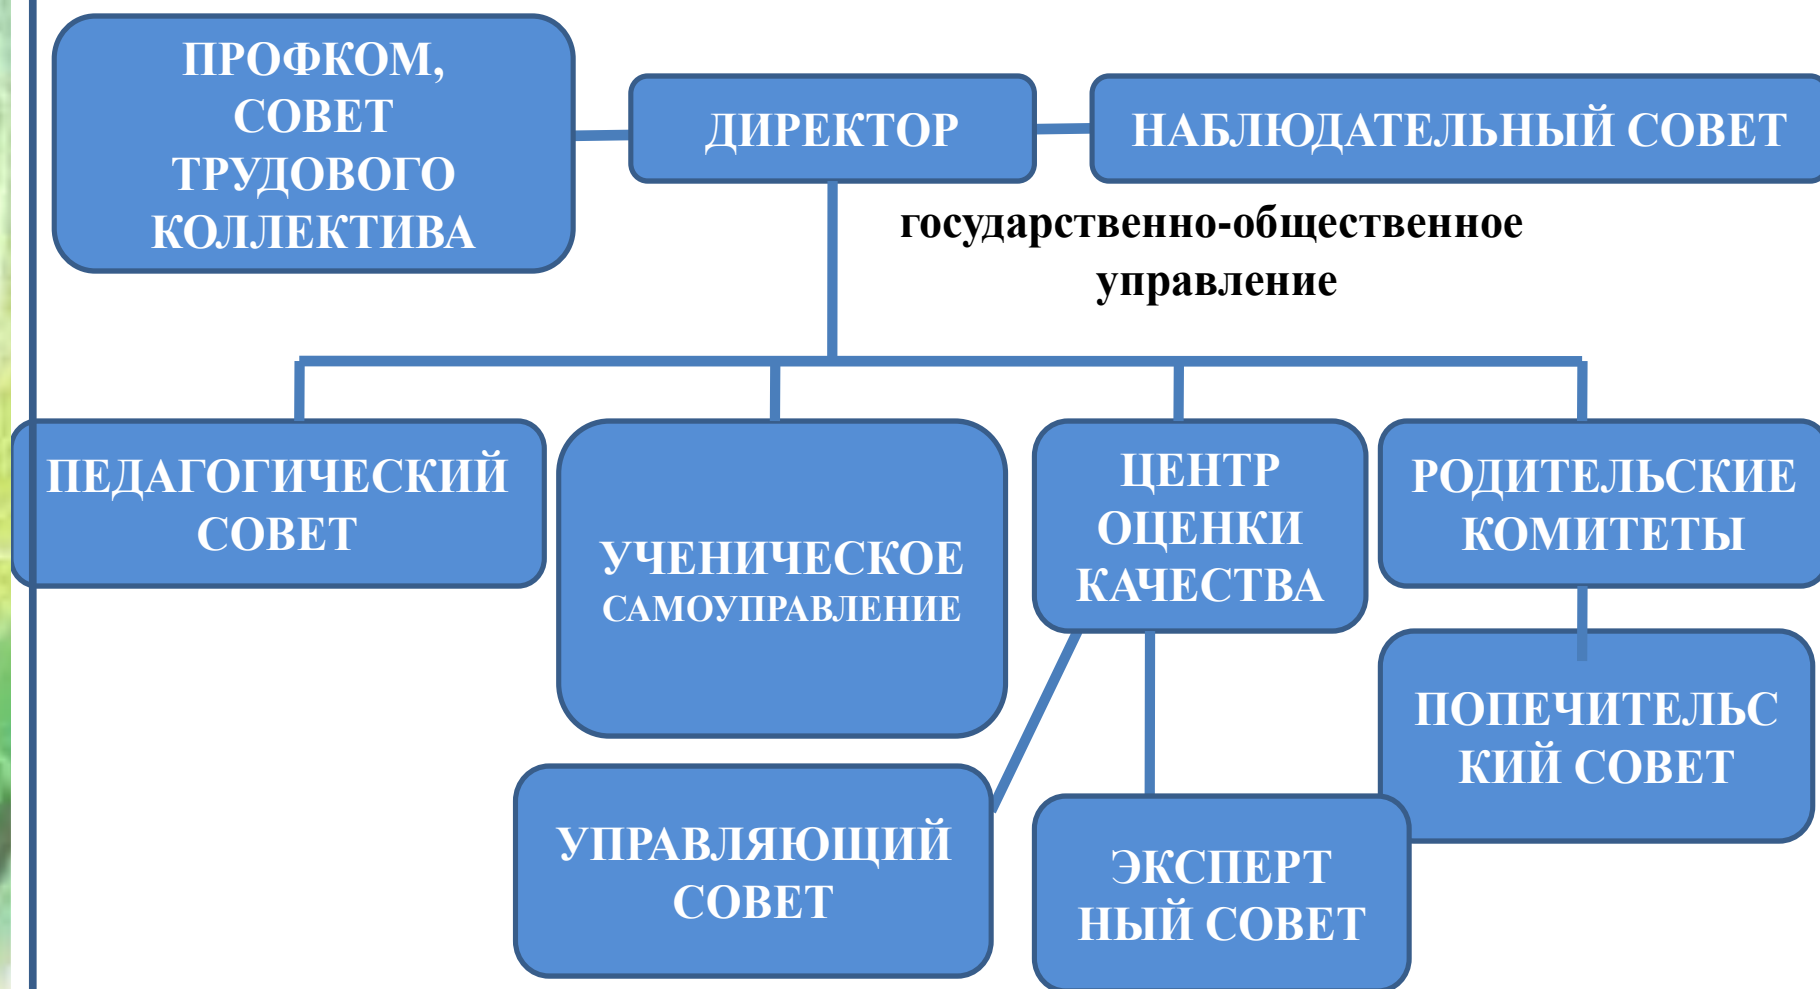 ПРОФКОМ,
СОВЕТ
ТРУДОВОГО
КОЛЛЕКТИВА
ДИРЕКТОР
НАБЛЮДАТЕЛЬНЫЙ СОВЕТ
государственно-общественное
управление
ПЕДАГОГИЧЕСКИЙ
СОВЕТ
УЧЕНИЧЕСКОЕ
САМОУПРАВЛЕНИЕ
ЦЕНТР
ОЦЕНКИ
КАЧЕСТВА
РОДИТЕЛЬСКИЕ
КОМИТЕТЫ
ПОПЕЧИТЕЛЬС
КИЙ СОВЕТ
УПРАВЛЯЮЩИЙ
СОВЕТ
ЭКСПЕРТ
НЫЙ СОВЕТ